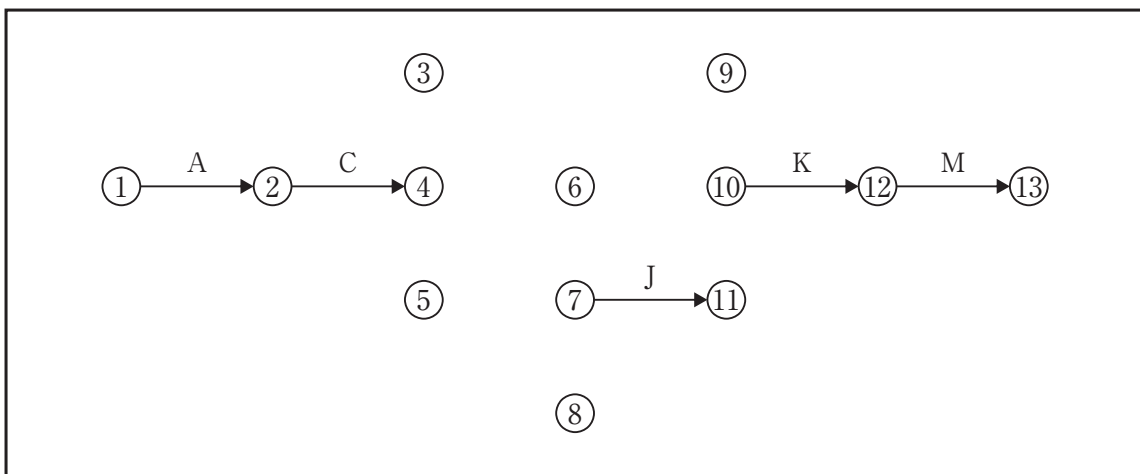 ③ ⑨
A C K M
① ② ④ ⑥ ⑩ ⑫ ⑬
J
⑤ ⑦ ⑪
⑧